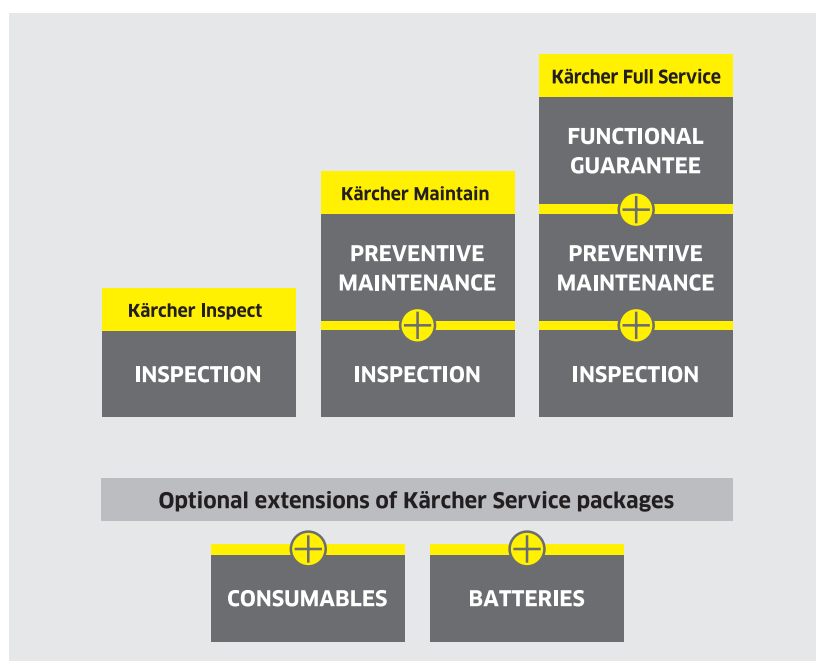 Kärcher Inspect
INSPECTION
Kärcher Maintain
PREVENTIVE
MAINTENANCE
INSPECTION
Kärcher Full Service
FUNCTIONAL
GUARANTEE
PREVENTIVE
MAINTENANCE
INSPECTION
Optional extensions of Kärcher Service packages
CONSUMABLES
BATTERIES